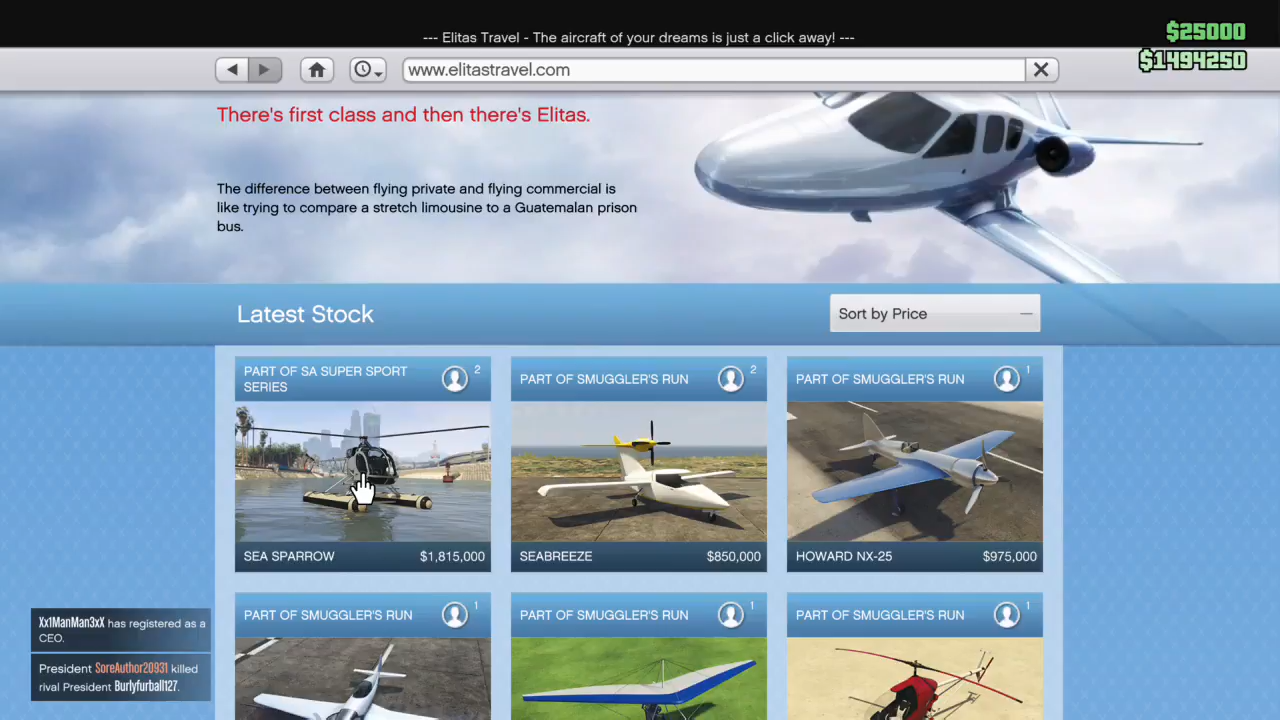 --- Elitas Travel - The aircraft of your dreams is just a click away! ---
$25000
$1494250
www.elitastravel.com
There's first class and then there's Elitas.
The difference between flying private and flying commercial is
like trying to compare a stretch limousine to a Guatemalan prison
bus.
Latest Stock
Sort by Price
PART OF SA SUPER SPORT
SERIES
2
PART OF SMUGGLER'S RUN
2
PART OF SMUGGLER'S RUN
1
SEA SPARROW $1,815,000
SEABREEZE $850,000
HOWARD NX-25 $975,000
PART OF SMUGGLER'S RUN
1
PART OF SMUGGLER'S RUN
1
PART OF SMUGGLER'S RUN
1
Xx1ManMan3xX has registered as a
CEO.
President SoreAuthor20931 killed
rival President Burlyfurball127.